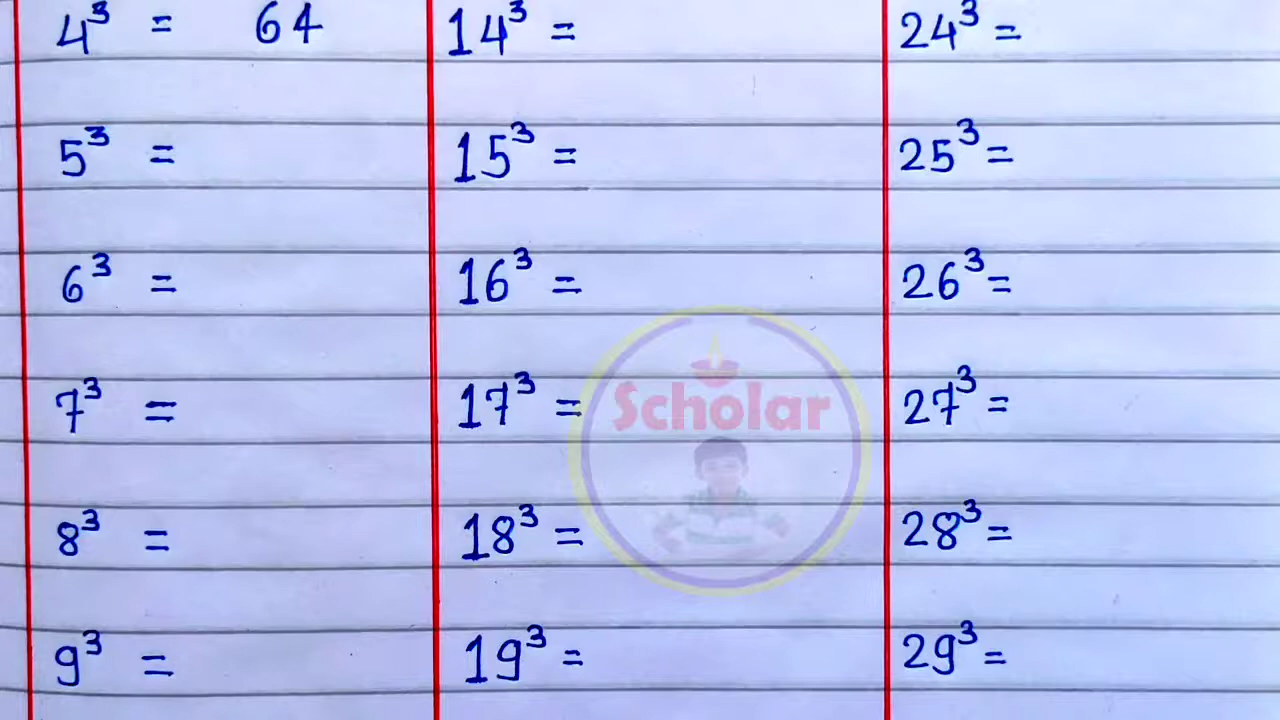 4³ = 64 14³ = 24³ =
5³ = 15³ = 25³ =
6³ = 16³ = 26³ =
7³ = 17³ = 27³ =
Scholar
8³ = 18³ = 28³ =
9³ = 19³ = 29³ =